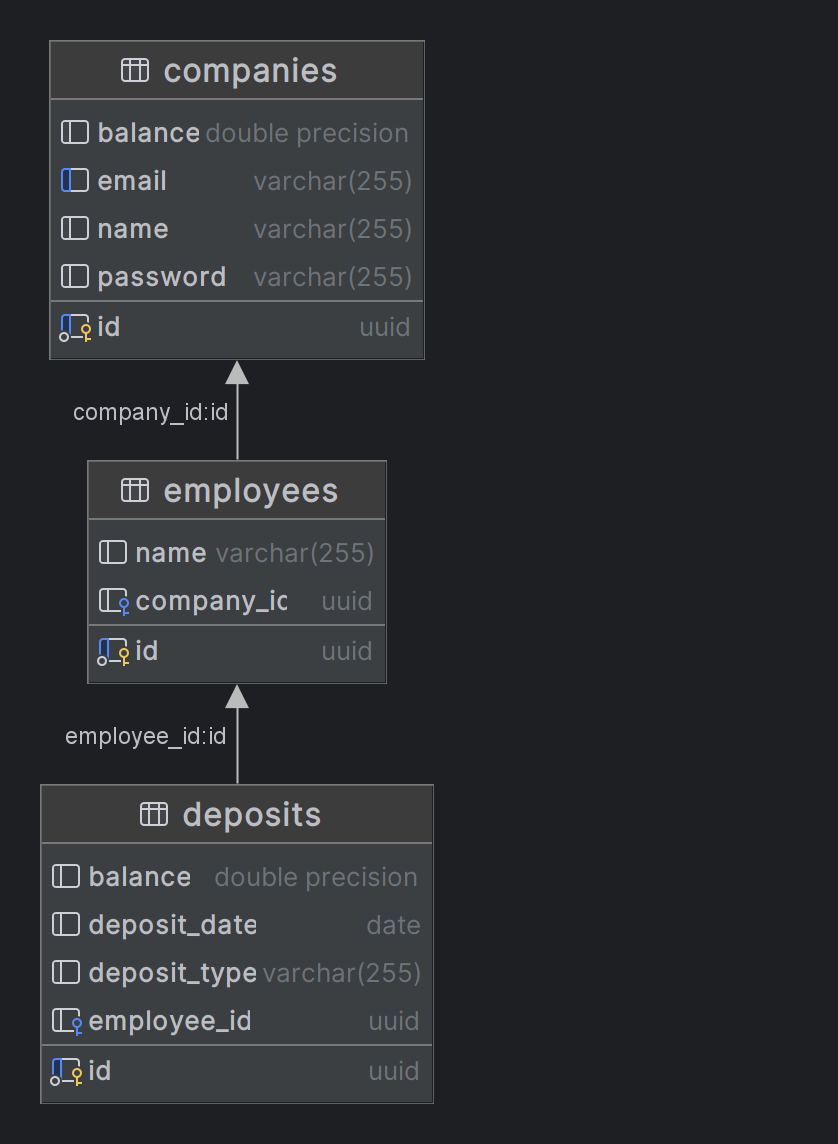 companies
balance double precision
email varchar(255)
name varchar(255)
password varchar(255)
id uuid
company_id:id
employees
name varchar(255)
company_id uuid
id uuid
employee_id:id
deposits
balance double precision
deposit_date date
deposit_type varchar(255)
employee_id uuid
id uuid